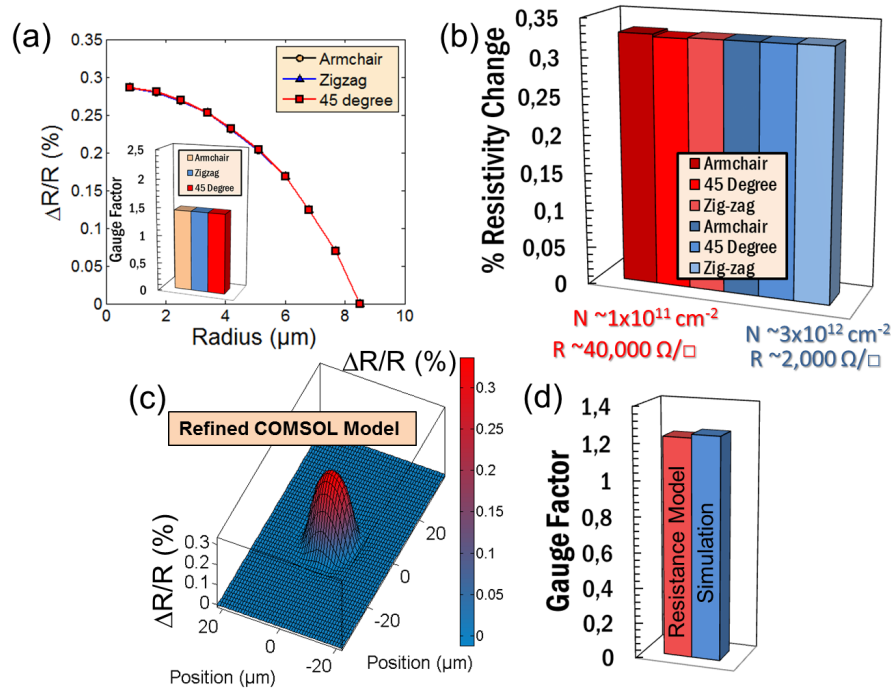 (a)
ΔR/R (%)
0.35
0.3
0.25
0.2
0.15
0.1
0.05
0
0 2 4 6 8 10
Radius (μm)
Armchair
Zigzag
45 degree
Gauge Factor
2,5
2
1,5
1
0,5
0
Armchair
Zigzag
45 Degree
(b)
% Resistivity Change
0,35
0,3
0,25
0,2
0,15
0,1
0,05
0
Armchair
45 Degree
Zig-zag
Armchair
45 Degree
Zig-zag
N ~1x10¹¹ cm⁻²
R ~40,000 Ω/□
N ~3x10¹² cm⁻²
R ~2,000 Ω/□
(c)
ΔR/R (%)
Refined COMSOL Model
0.3
0.25
0.2
0.15
0.1
0.05
0
ΔR/R (%)
0.3
0.2
0.1
0
20 0 -20
Position (μm)
20
0
-20
Position (μm)
(d)
Gauge Factor
1,4
1,2
1
0,8
0,6
0,4
0,2
0
Resistance Model
Simulation